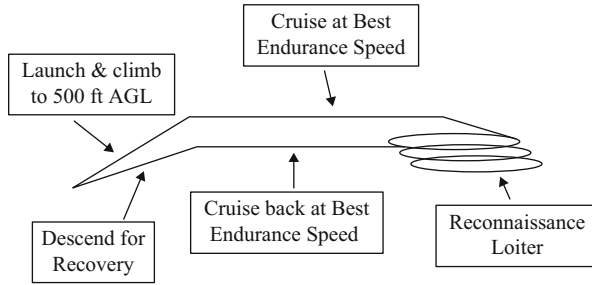 Cruise at Best
Endurance Speed
Launch & climb
to 500 ft AGL
Cruise back at Best
Endurance Speed
Descend for
Recovery
Reconnaissance
Loiter